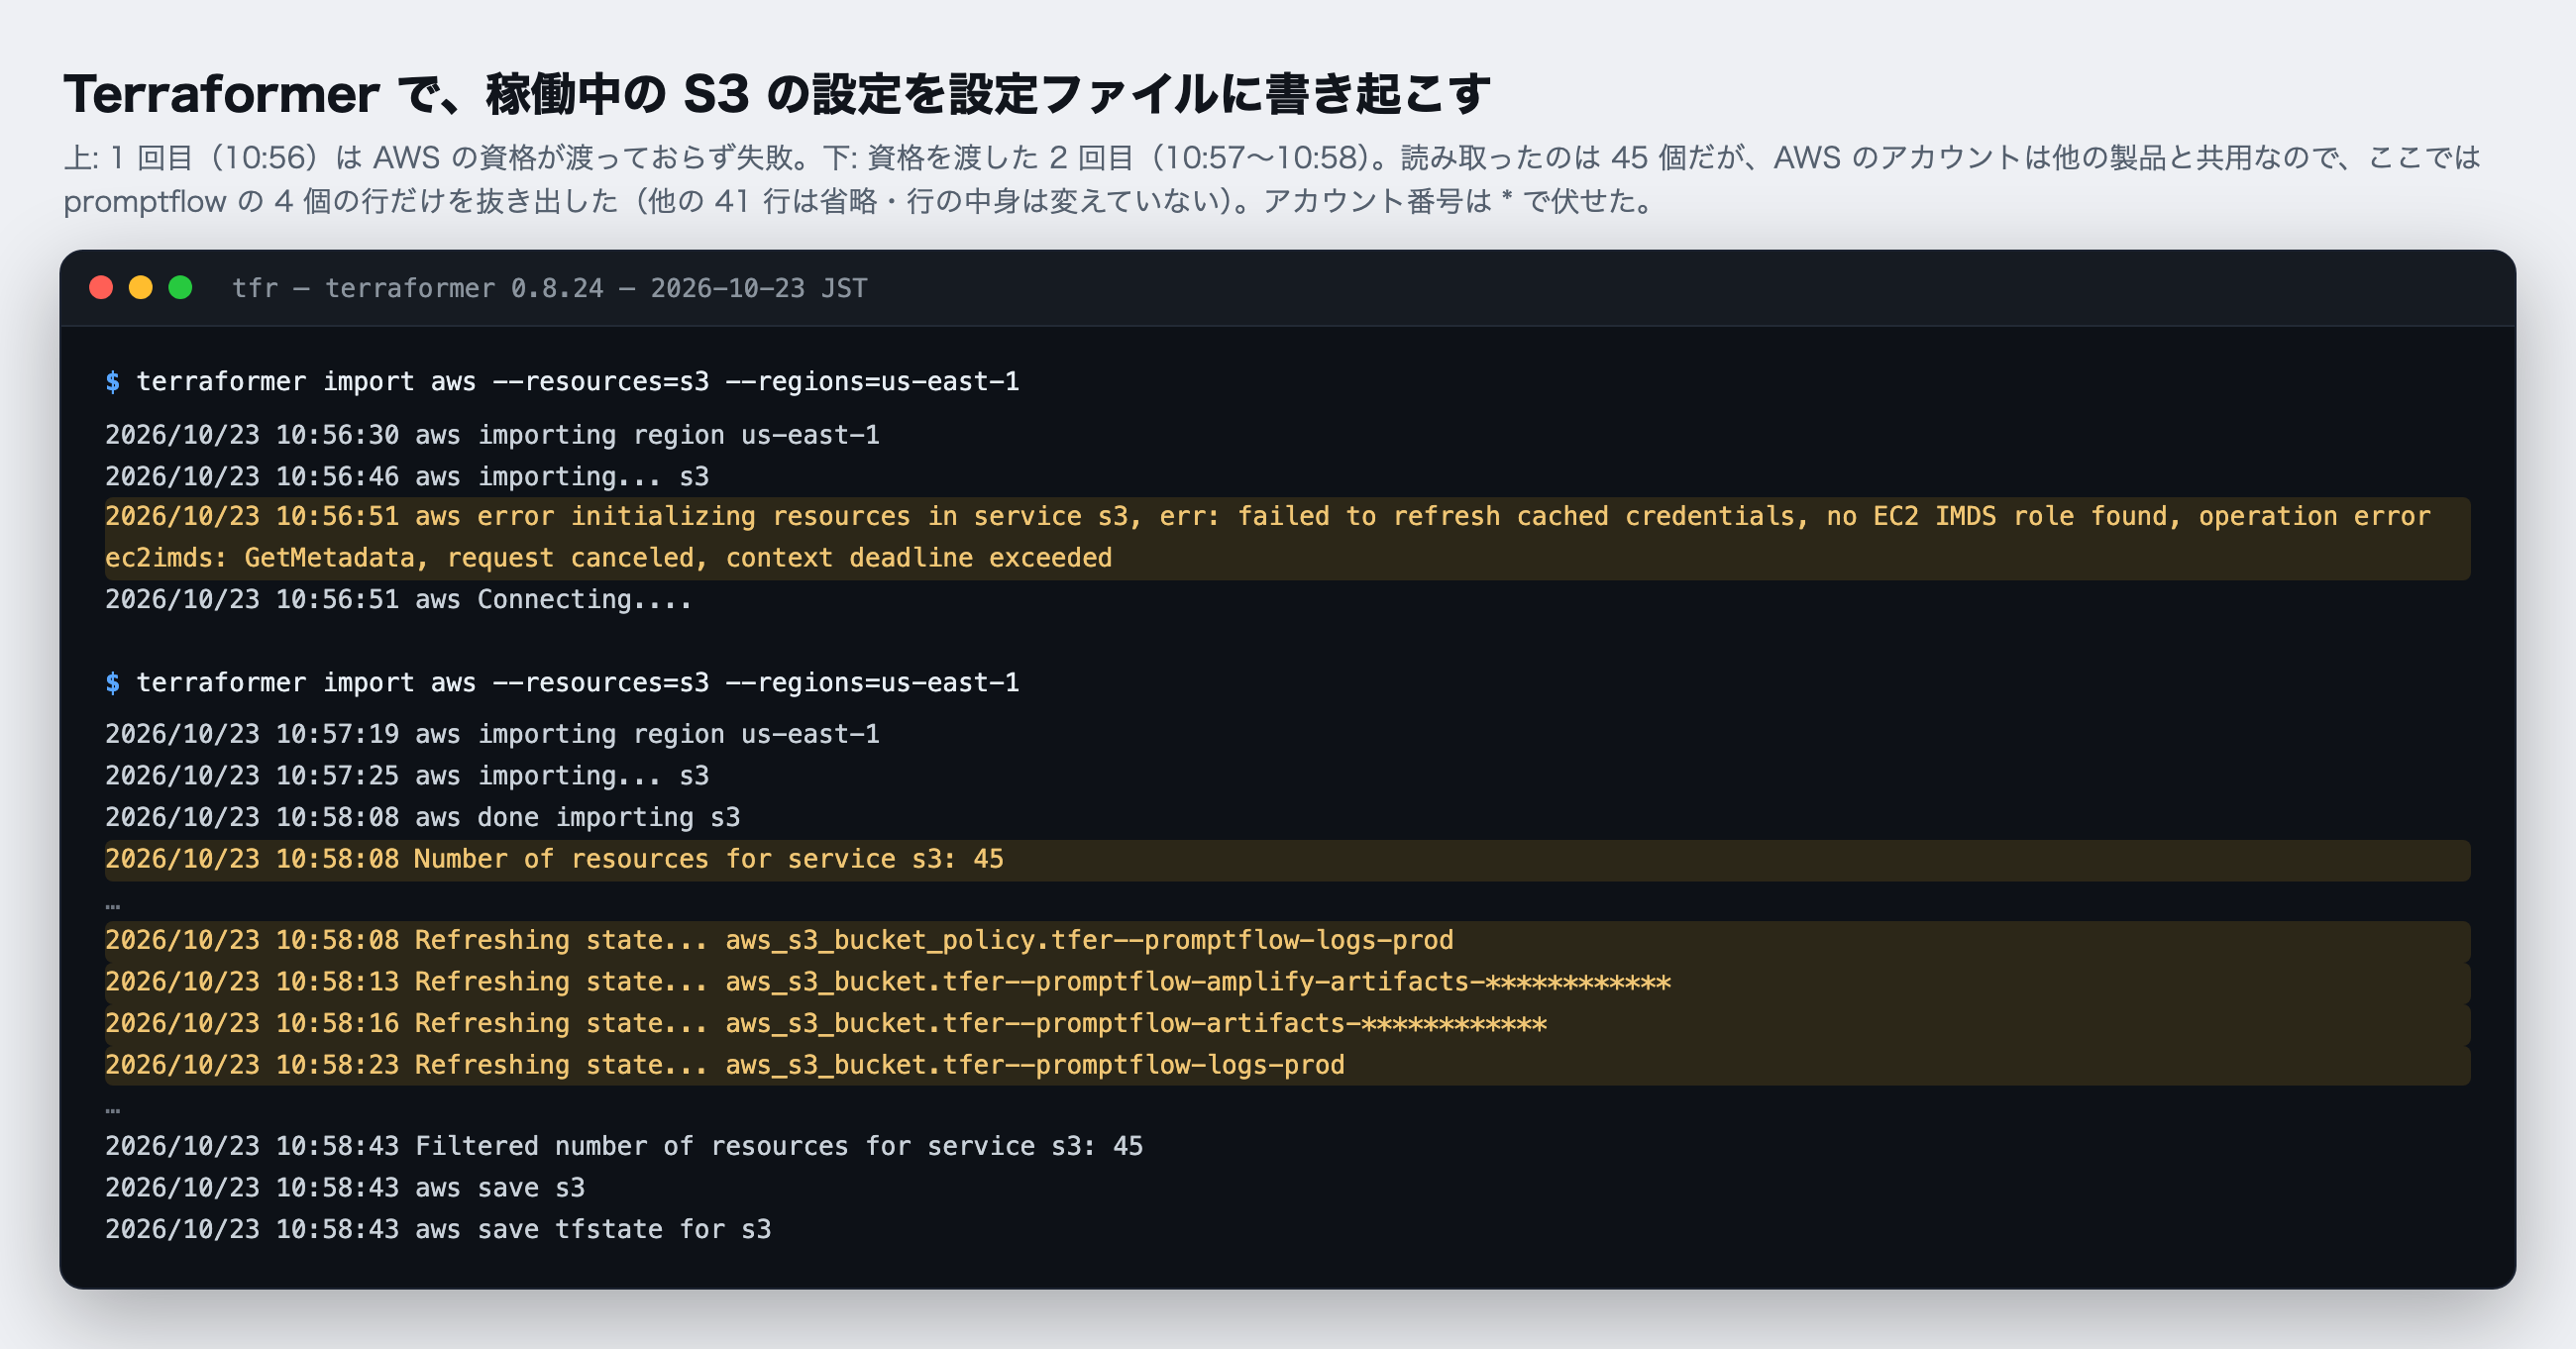 Terraformer で、稼働中の S3 の設定を設定ファイルに書き起こす
上: 1 回目（10:56）は AWS の資格が渡っておらず失敗。下: 資格を渡した 2 回目（10:57〜10:58）。読み取ったのは 45 個だが、AWS のアカウントは他の製品と共用なので、ここでは
promptflow の 4 個の行だけを抜き出した（他の 41 行は省略・行の中身は変えていない）。アカウント番号は * で伏せた。
tfr — terraformer 0.8.24 — 2026-10-23 JST
$ terraformer import aws --resources=s3 --regions=us-east-1
2026/10/23 10:56:30 aws importing region us-east-1
2026/10/23 10:56:46 aws importing... s3
2026/10/23 10:56:51 aws error initializing resources in service s3, err: failed to refresh cached credentials, no EC2 IMDS role found, operation error
ec2imds: GetMetadata, request canceled, context deadline exceeded
2026/10/23 10:56:51 aws Connecting....
$ terraformer import aws --resources=s3 --regions=us-east-1
2026/10/23 10:57:19 aws importing region us-east-1
2026/10/23 10:57:25 aws importing... s3
2026/10/23 10:58:08 aws done importing s3
2026/10/23 10:58:08 Number of resources for service s3: 45
…
2026/10/23 10:58:08 Refreshing state... aws_s3_bucket_policy.tfer--promptflow-logs-prod
2026/10/23 10:58:13 Refreshing state... aws_s3_bucket.tfer--promptflow-amplify-artifacts-************
2026/10/23 10:58:16 Refreshing state... aws_s3_bucket.tfer--promptflow-artifacts-************
2026/10/23 10:58:23 Refreshing state... aws_s3_bucket.tfer--promptflow-logs-prod
…
2026/10/23 10:58:43 Filtered number of resources for service s3: 45
2026/10/23 10:58:43 aws save s3
2026/10/23 10:58:43 aws save tfstate for s3